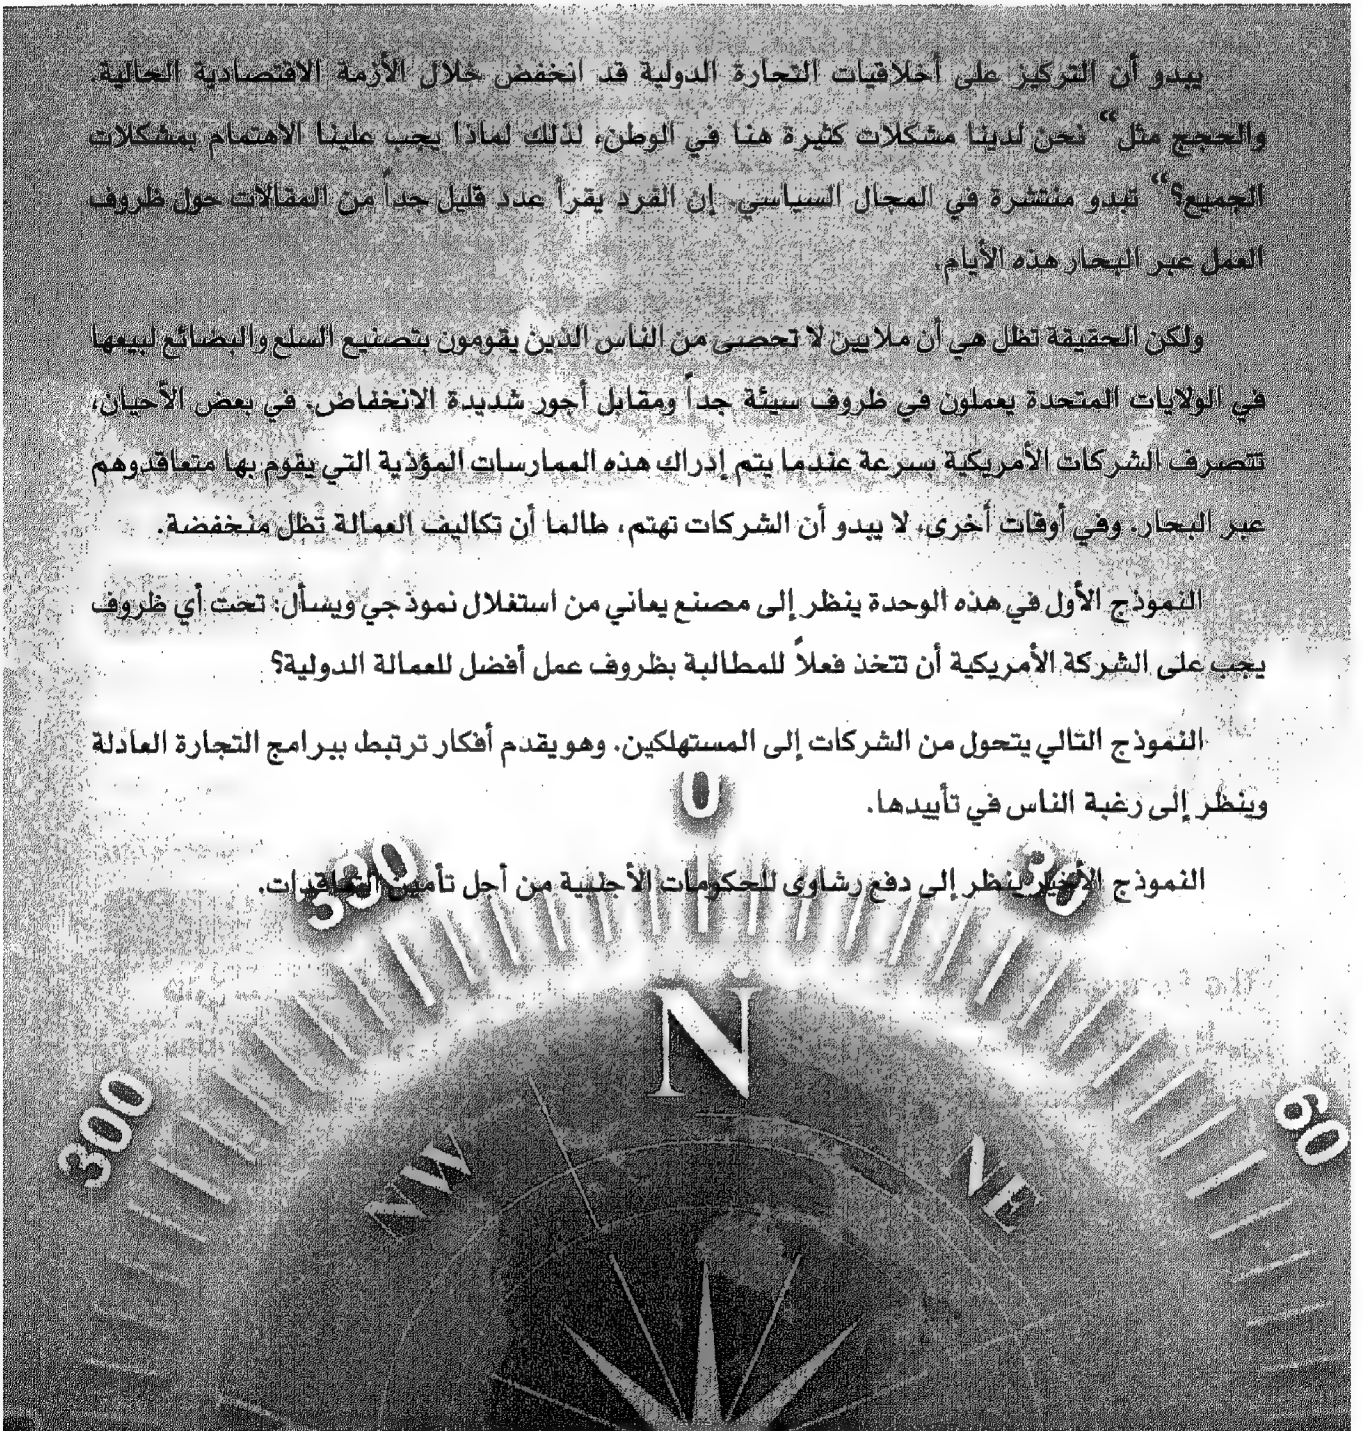 يبدو أن التركيز على أخلاقيات التجارة الدولية قد انخفض خلال الأزمة الاقتصادية الحالية.
والحجج مثل“ نحن لدينا مشكلات كثيرة هنا في الوطن، لذلك لماذا يجب علينا الاهتمام بمشكلات
الجميع؟“ تبدو منتشرة في المجال السياسي. إن الفرد يقرأ عدد قليل جداً من المقالات حول ظروف
العمل عبر البحار هذه الأيام.
ولكن الحقيقة تظل هي أن ملايين لا تحصى من الناس الذين يقومون بتصنيع السلع والبضائع لبيعها
في الولايات المتحدة يعملون في ظروف سيئة جداً ومقابل أجور شديدة الانخفاض. في بعض الأحيان،
تتصرف الشركات الأمريكية بسرعة عندما يتم إدراك هذه الممارسات المؤذية التي يقوم بها متعاقدوهم
عبر البحار. وفي أوقات أخرى، لا يبدو أن الشركات تهتم، طالما أن تكاليف العمالة تظل منخفضة.
النموذج الأول في هذه الوحدة ينظر إلى مصنع يعاني من استغلال نموذجي ويسأل: تحت أي ظروف
يجب على الشركة الأمريكية أن تتخذ فعلاً للمطالبة بظروف عمل أفضل للعمالة الدولية؟
النموذج التالي يتحول من الشركات إلى المستهلكين. وهو يقدم أفكار ترتبط ببرامج التجارة العادلة
وينظر إلى رغبة الناس في تأييدها.
0
النموذج الأخير ينظر إلى دفع رشاوى للحكومات الأجنبية من أجل تأمين التعاقدات.
330
30
N
300
60
NW
NE